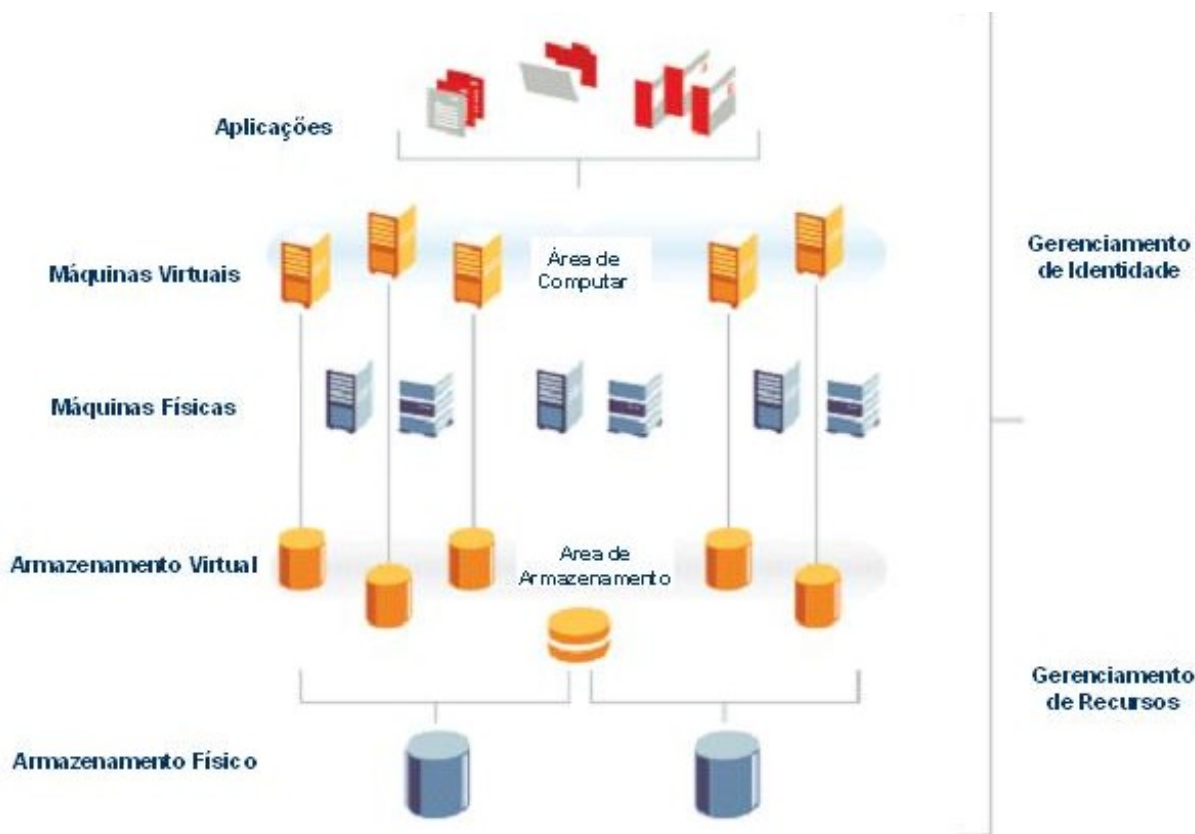 Aplicações
Máquinas Virtuais
Área de
Computar
Gerenciamento
de Identidade
Máquinas Físicas
Armazenamento Virtual
Area de
Armazenamento
Gerenciamento
de Recursos
Armazenamento Físico